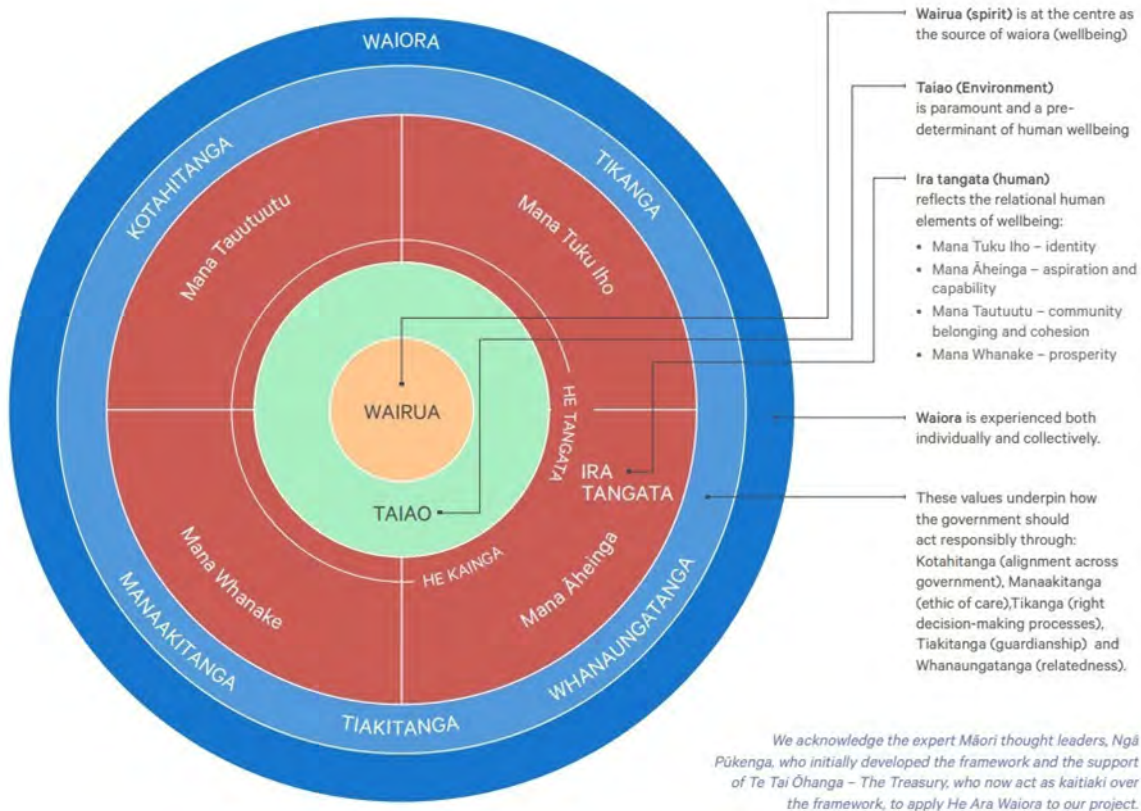 WAIORA
KOTAHITANGA
TIKANGA
Mana Tauutuutu
Mana Tuku Iho
WAIRUA
HE TANGATA
IRA
TANGATA
TAIAO
HE KAINGA
Mana Whanake
Mana Āheinga
MANAAKITANGA
WHANAUNGATANGA
TIAKITANGA
Wairua (spirit) is at the centre as
the source of waiora (wellbeing)
Taiao (Environment)
is paramount and a pre-
determinant of human wellbeing
Ira tangata (human)
reflects the relational human
elements of wellbeing:
• Mana Tuku Iho – identity
• Mana Āheinga – aspiration and
capability
• Mana Tautuutu – community
belonging and cohesion
• Mana Whanake – prosperity
Waiora is experienced both
individually and collectively.
These values underpin how
the government should
act responsibly through:
Kotahitanga (alignment across
government), Manaakitanga
(ethic of care),Tikanga (right
decision-making processes),
Tiakitanga (guardianship) and
Whanaungatanga (relatedness).
We acknowledge the expert Māori thought leaders, Ngā
Pūkenga, who initially developed the framework and the support
of Te Tai Ōhanga – The Treasury, who now act as kaitiaki over
the framework, to apply He Ara Waiora to our project.